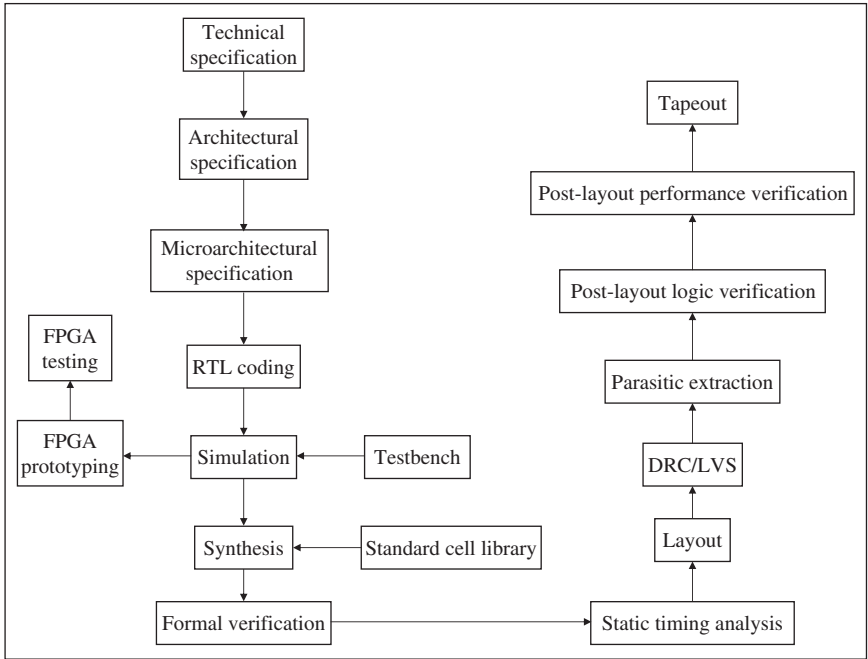 Technical
specification
Architectural
specification
Microarchitectural
specification
RTL coding
FPGA
testing
FPGA
prototyping
Simulation
Testbench
Synthesis
Standard cell library
Formal verification
Static timing analysis
Layout
DRC/LVS
Parasitic extraction
Post-layout logic verification
Post-layout performance verification
Tapeout